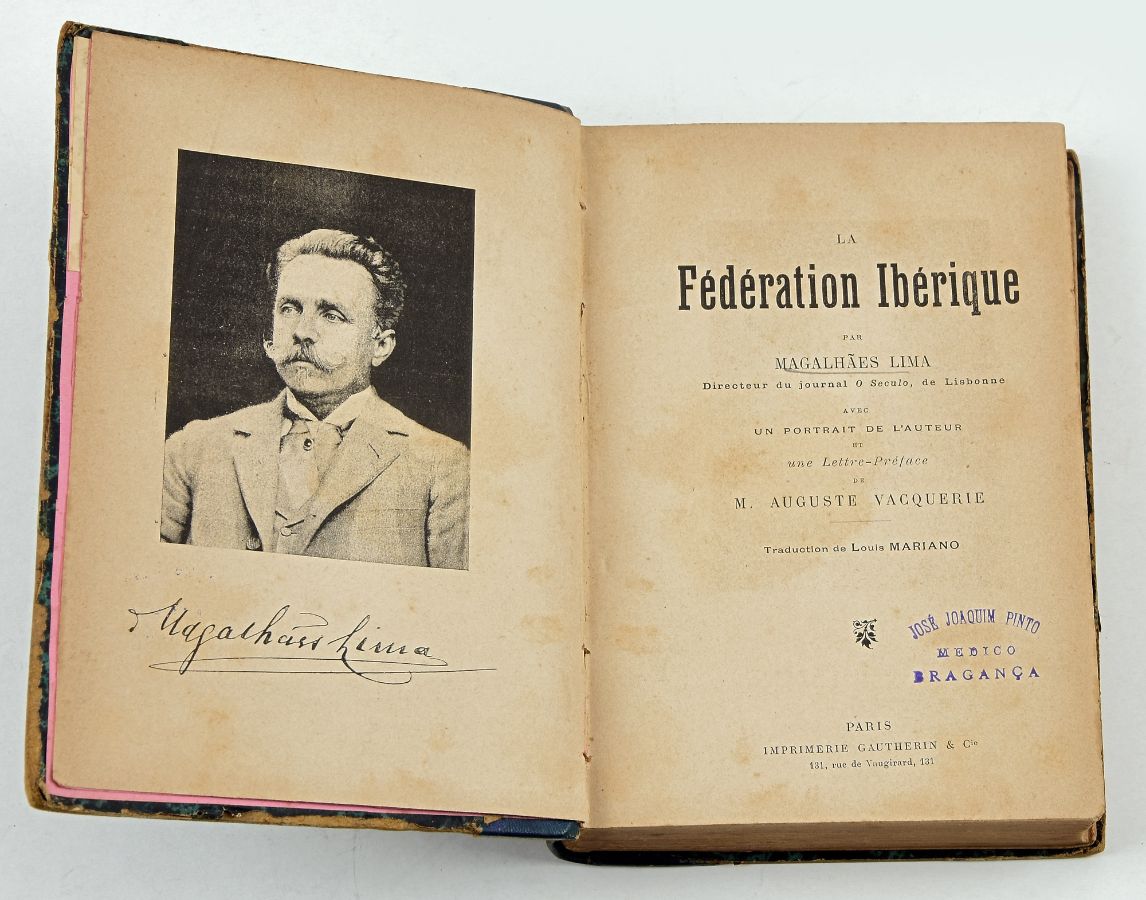 Magalhães Lima
LA
Fédération Ibérique
PAR
MAGALHÃES LIMA
Directeur du journal O Seculo, de Lisbonne
AVEC
UN PORTRAIT DE L'AUTEUR
ET
une Lettre-Préface
DE
M. AUGUSTE VACQUERIE
Traduction de Louis MARIANO
JOSÉ JOAQUIM PINTO
MEDICO
BRAGANÇA
PARIS
IMPRIMERIE GAUTHERIN & Cie
131, rue de Vaugirard, 131